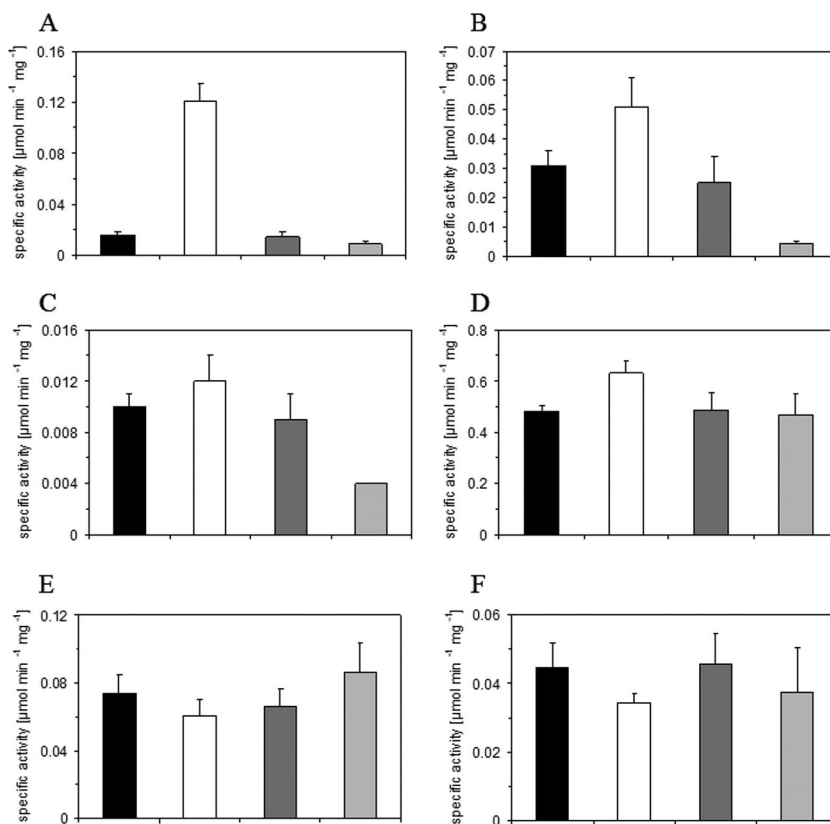 A
specific activity [µmol min ⁻¹ mg ⁻¹]
0.16
0.12
0.08
0.04
0
B
specific activity [µmol min ⁻¹ mg ⁻¹]
0.07
0.06
0.05
0.04
0.03
0.02
0.01
0
C
specific activity [µmol min ⁻¹ mg ⁻¹]
0.016
0.012
0.008
0.004
0
D
specific activity [µmol min ⁻¹ mg ⁻¹]
0.8
0.6
0.4
0.2
0
E
specific activity [µmol min ⁻¹ mg ⁻¹]
0.12
0.08
0.04
0
F
specific activity [µmol min ⁻¹ mg ⁻¹]
0.06
0.04
0.02
0